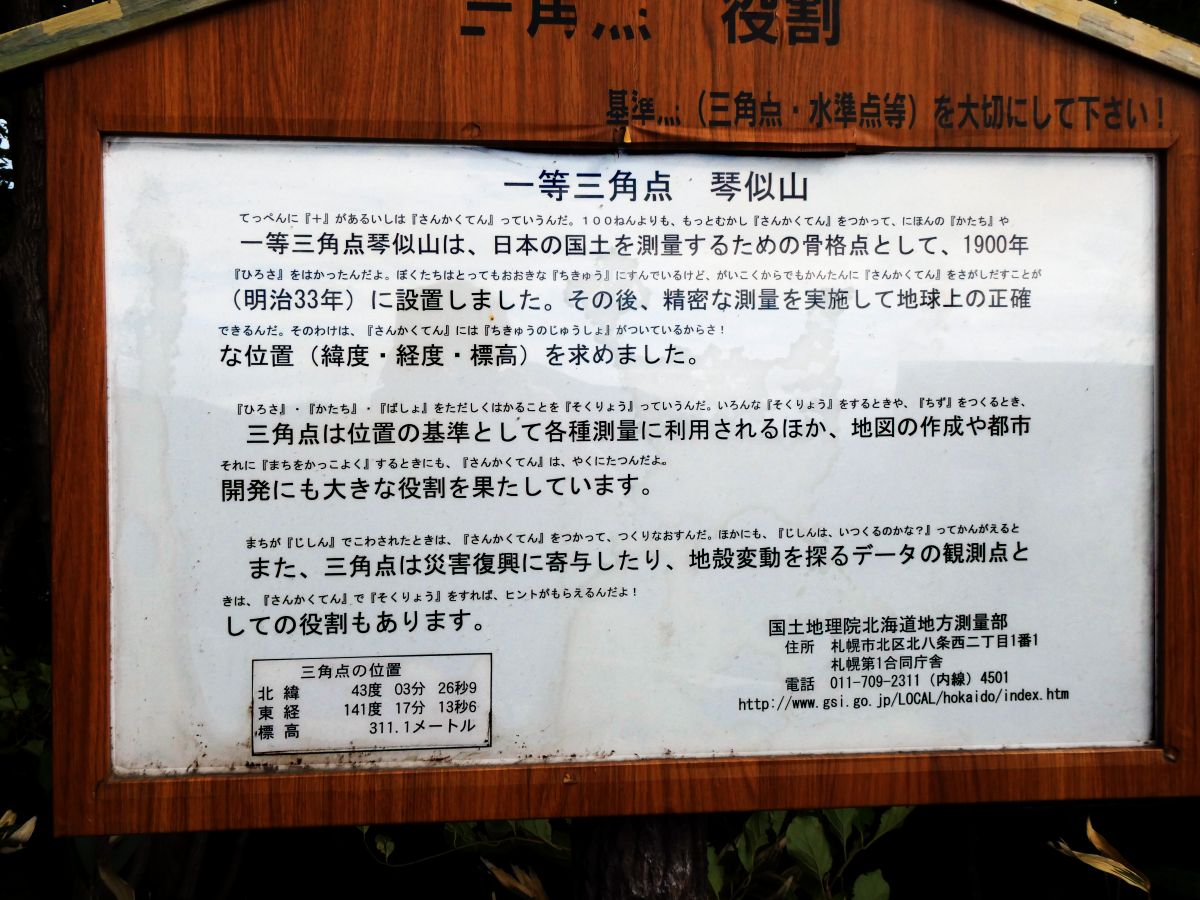 三角点 役割
基準点（三角点・水準点等）を大切にして下さい！
一等三角点　琴似山
てっぺんに『＋』があるいしは『さんかくてん』っていうんだ。１００ねんよりも、もっとむかし『さんかくてん』をつかって、にほんの『かたち』や
一等三角点琴似山は、日本の国土を測量するための骨格点として、1900年
『ひろさ』をはかったんだよ。ぼくたちはとってもおおきな『ちきゅう』にすんでいるけど、がいこくからでもかんたんに『さんかくてん』をさがしだすことが
（明治33年）に設置しました。その後、精密な測量を実施して地球上の正確
できるんだ。そのわけは、『さんかくてん』には『ちきゅうのじゅうしょ』がついているからさ！
な位置（緯度・経度・標高）を求めました。
『ひろさ』・『かたち』・『ばしょ』をただしくはかることを『そくりょう』っていうんだ。いろんな『そくりょう』をするときや、『ちず』をつくるとき、
三角点は位置の基準として各種測量に利用されるほか、地図の作成や都市
それに『まちをかっこよく』するときにも、『さんかくてん』は、やくにたつんだよ。
開発にも大きな役割を果たしています。
まちが『じしん』でこわされたときは、『さんかくてん』をつかって、つくりなおすんだ。ほかにも、『じしんは、いつくるのかな？』ってかんがえると
また、三角点は災害復興に寄与したり、地殻変動を探るデータの観測点と
きは、『さんかくてん』で『そくりょう』をすれば、ヒントがもらえるんだよ！
しての役割もあります。
三角点の位置
北緯　43度 03分 26秒9
東経　141度 17分 13秒6
標高　311.1メートル
国土地理院北海道地方測量部
住所　札幌市北区北八条西二丁目1番1
札幌第1合同庁舎
電話　011-709-2311（内線）4501
http://www.gsi.go.jp/LOCAL/hokaido/index.htm